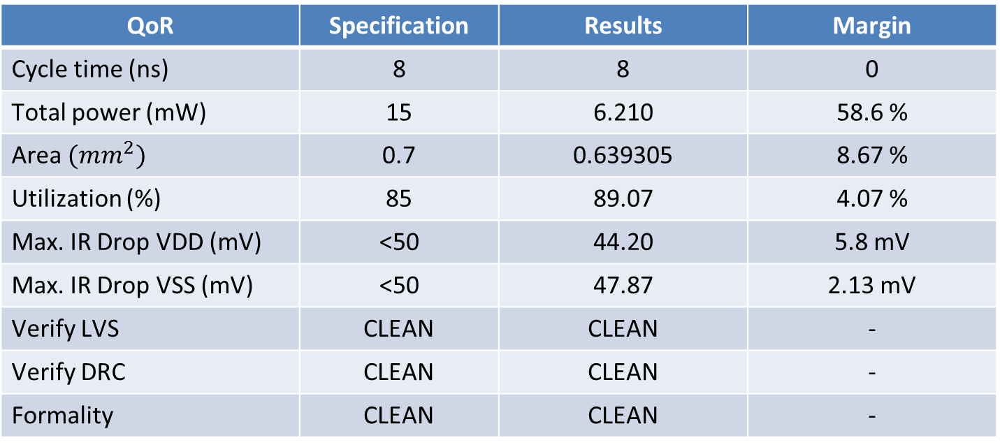 QoR Specification Results Margin
Cycle time (ns) 8 8 0
Total power (mW) 15 6.210 58.6 %
Area (mm²) 0.7 0.639305 8.67 %
Utilization (%) 85 89.07 4.07 %
Max. IR Drop VDD (mV) <50 44.20 5.8 mV
Max. IR Drop VSS (mV) <50 47.87 2.13 mV
Verify LVS CLEAN CLEAN -
Verify DRC CLEAN CLEAN -
Formality CLEAN CLEAN -